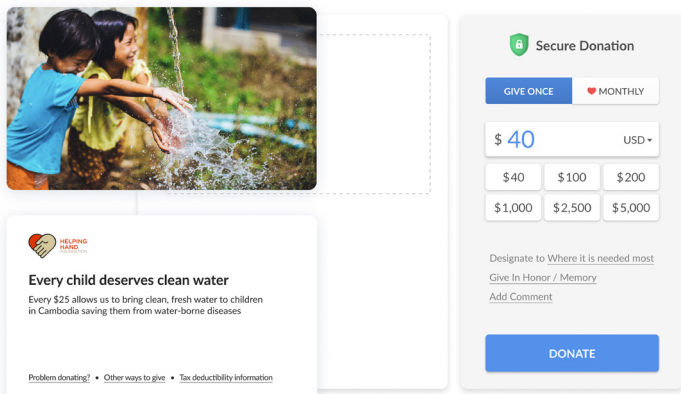 HELPING
HAND
FOUNDATION
Every child deserves clean water
Every $25 allows us to bring clean, fresh water to children
in Cambodia saving them from water-borne diseases
Problem donating? • Other ways to give • Tax deductibility information
Secure Donation
GIVE ONCE MONTHLY
$ 40 USD
$40 $100 $200
$1,000 $2,500 $5,000
Designate to Where it is needed most
Give In Honor / Memory
Add Comment
DONATE